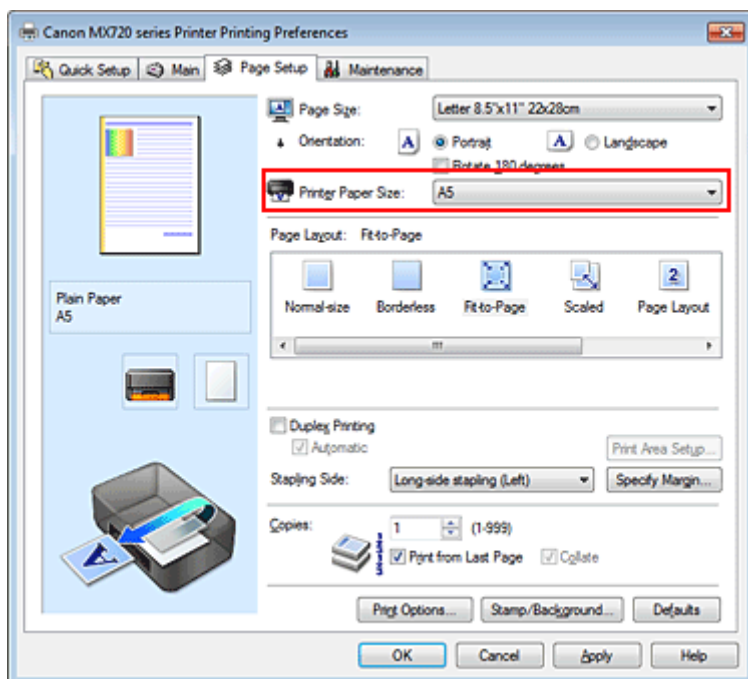 Canon MX720 series Printer Printing Preferences
Quick Setup Main Page Setup Maintenance
Page Size: Letter 8.5"x11" 22x28cm
Orientation: A Portrait A Landscape
Rotate 180 degrees
Printer Paper Size: A5
Page Layout: Fit-to-Page
2
Normal-size Borderless Fit-to-Page Scaled Page Layout
Plain Paper
A5
Duplex Printing
Automatic
Print Area Setup...
Stapling Side: Long-side stapling (Left) Specify Margin...
Copies: 1 (1-999)
Print from Last Page Collate
A
Print Options... Stamp/Background... Defaults
OK Cancel Apply Help